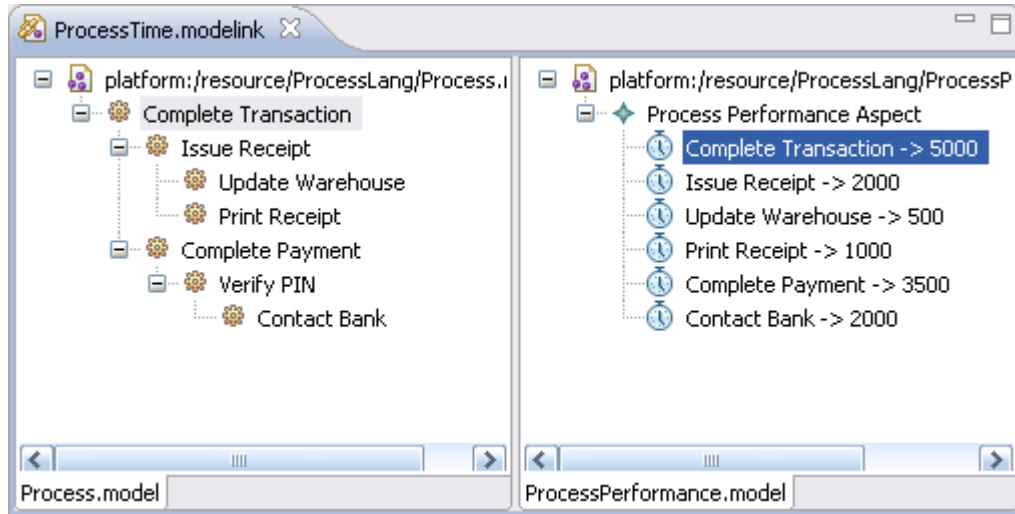 ProcessTime.modelink
platform:/resource/ProcessLang/Process.
Complete Transaction
Issue Receipt
Update Warehouse
Print Receipt
Complete Payment
Verify PIN
Contact Bank
Process.model
platform:/resource/ProcessLang/ProcessP
Process Performance Aspect
Complete Transaction -> 5000
Issue Receipt -> 2000
Update Warehouse -> 500
Print Receipt -> 1000
Complete Payment -> 3500
Contact Bank -> 2000
ProcessPerformance.model